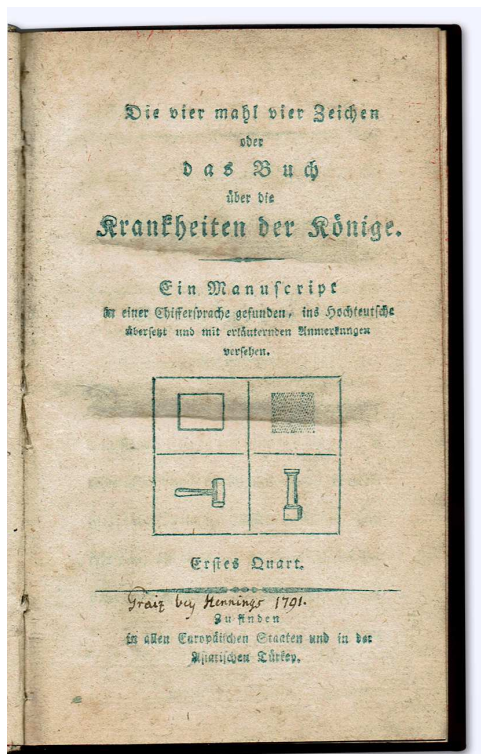 Die vier mahl vier Zeichen
oder
das Buch
über die
Krankheiten der Könige.
Ein Manuscript
in einer Chiffersprache gefunden, ins Hochteutsche
übersetzt und mit erläuternden Anmerkungen
versehen.
Erstes Quart.
Graiz bey Hennings 1791.
Zu finden
in allen Europäischen Staaten und in der
Asiatischen Türkey.